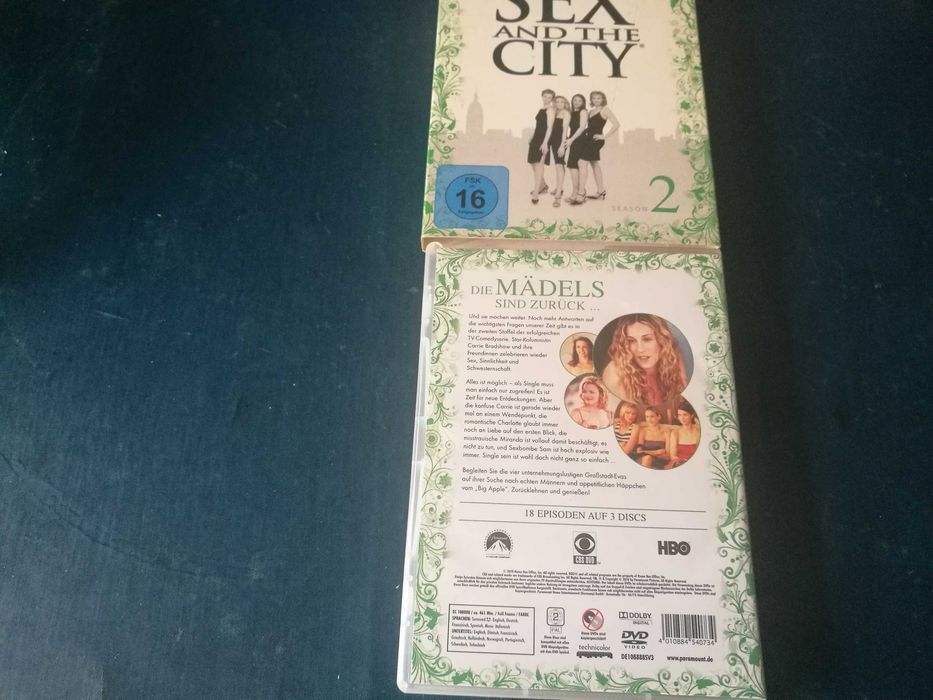 SEX
AND THE
CITY®
FSK
16
SEASON 2
DIE MÄDELS
SIND ZURÜCK ...
Und sie machen weiter. Noch mehr Antworten auf
die wichtigsten Fragen unserer Zeit gibt es in
der zweiten Staffel der erfolgreichen
TV-Comedyserie. Star-Kolumnistin
Carrie Bradshaw und ihre
Freundinnen zelebrieren wieder
Sex, Sinnlichkeit und
Schwesternschaft.
Alles ist möglich – als Single muss
man einfach nur zugreifen! Es ist
Zeit für neue Entdeckungen. Aber
die konfuse Carrie ist gerade wieder
mal an einem Wendepunkt, die
romantische Charlotte glaubt immer
noch an Liebe auf den ersten Blick, die
misstrauische Miranda ist vollauf damit beschäftigt, es
nicht zu tun, und Sexbombe Sam ist hoch explosiv wie
immer. Single sein ist wohl doch nicht ganz so einfach ...
Begleiten Sie die vier unternehmungslustigen Großstadt-Evas
auf ihrer Suche nach echten Männern und appetitlichen Häppchen
vom „Big Apple“. Zurücklehnen und genießen!
18 EPISODEN AUF 3 DISCS
Paramount
CBS DVD
HBO
SPRACHEN:
UNTERTITEL:
2
PAL
technicolor
DOLBY
DIGITAL
DVD
VIDEO
DE108888SV3
4 010884 540734
www.paramount.de